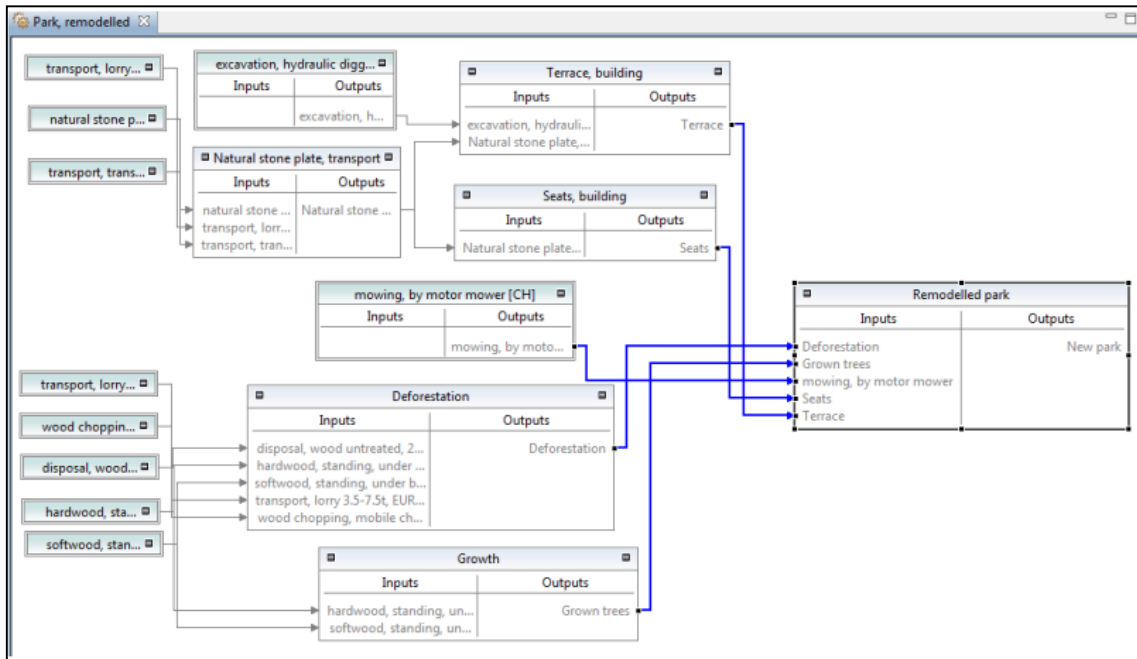 Park, remodelled
transport, lorry...
natural stone p...
transport, trans...
excavation, hydraulic digg...
Inputs Outputs
excavation, h...
Natural stone plate, transport
Inputs Outputs
natural stone ... Natural stone ...
transport, lorr...
transport, tran...
Terrace, building
Inputs Outputs
excavation, hydrauli... Terrace
Natural stone plate,...
Seats, building
Inputs Outputs
Natural stone plate... Seats
mowing, by motor mower [CH]
Inputs Outputs
mowing, by moto...
transport, lorry...
wood choppin...
disposal, wood...
hardwood, sta...
softwood, stan...
Deforestation
Inputs Outputs
disposal, wood untreated, 2... Deforestation
hardwood, standing, under ...
softwood, standing, under b...
transport, lorry 3.5-7.5t, EUR...
wood chopping, mobile ch...
Growth
Inputs Outputs
hardwood, standing, un... Grown trees
softwood, standing, un...
Remodelled park
Inputs Outputs
Deforestation New park
Grown trees
mowing, by motor mower
Seats
Terrace